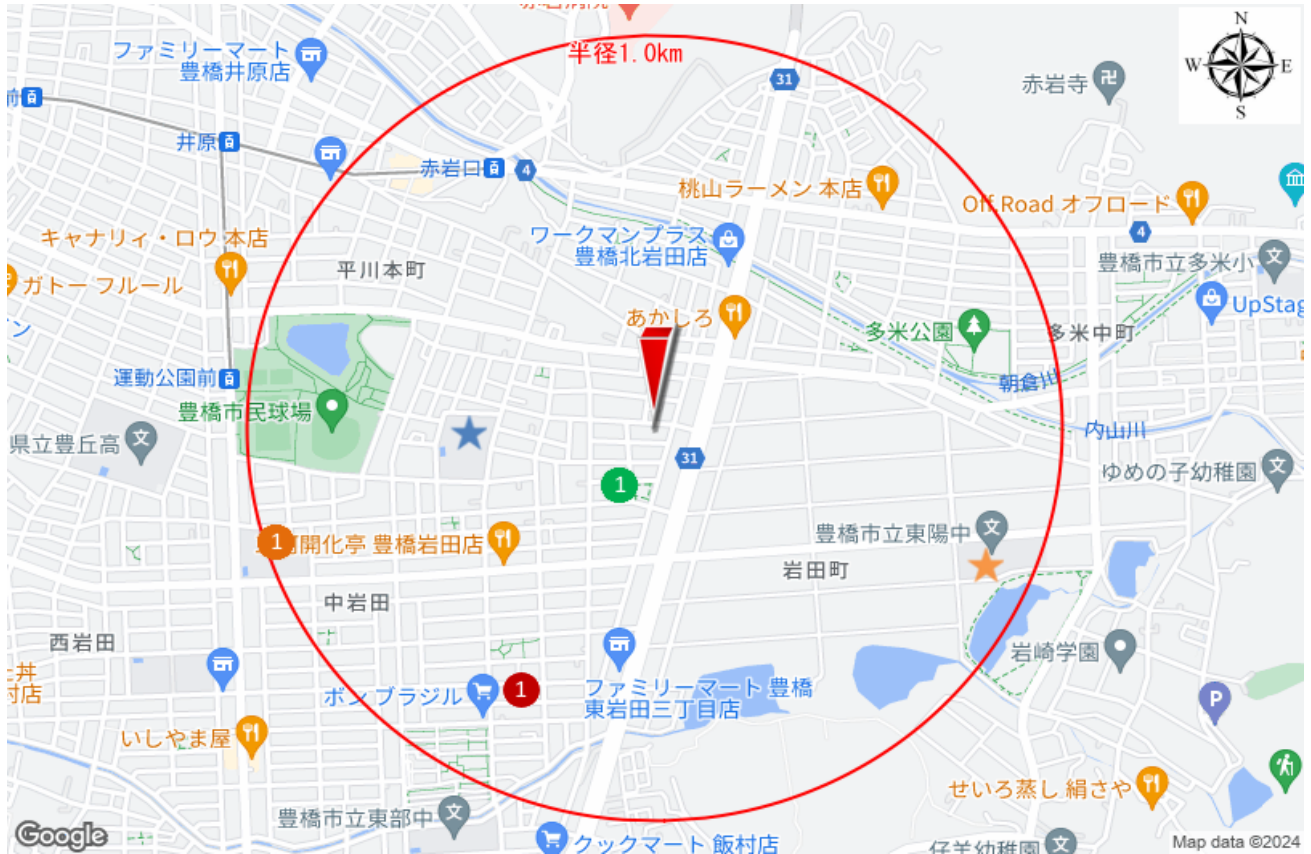 半径1.0km
ファミリーマート
豊橋井原店
N
W
E
S
31
赤岩寺
井原
赤岩口
4
桃山ラーメン 本店
Off Road オフロード
キャナリィ・ロウ 本店
ワークマンプラス
豊橋北岩田店
4
豊橋市立多米小
平川本町
ガトー フルール
あかしろ
多米公園
多米中町
運動公園前
朝倉川
豊橋市民球場
県立豊丘高
内山川
31
ゆめの子幼稚園
1
1
開化亭 豊橋岩田店
豊橋市立東陽中
岩田町
中岩田
西岩田
岩崎学園
ボン ブラジル
1
ファミリーマート 豊橋
東岩田三丁目店
P
いしやま屋
せいろ蒸し 絹さや
豊橋市立東部中
Google
クックマート 飯村店
Map data ©2024